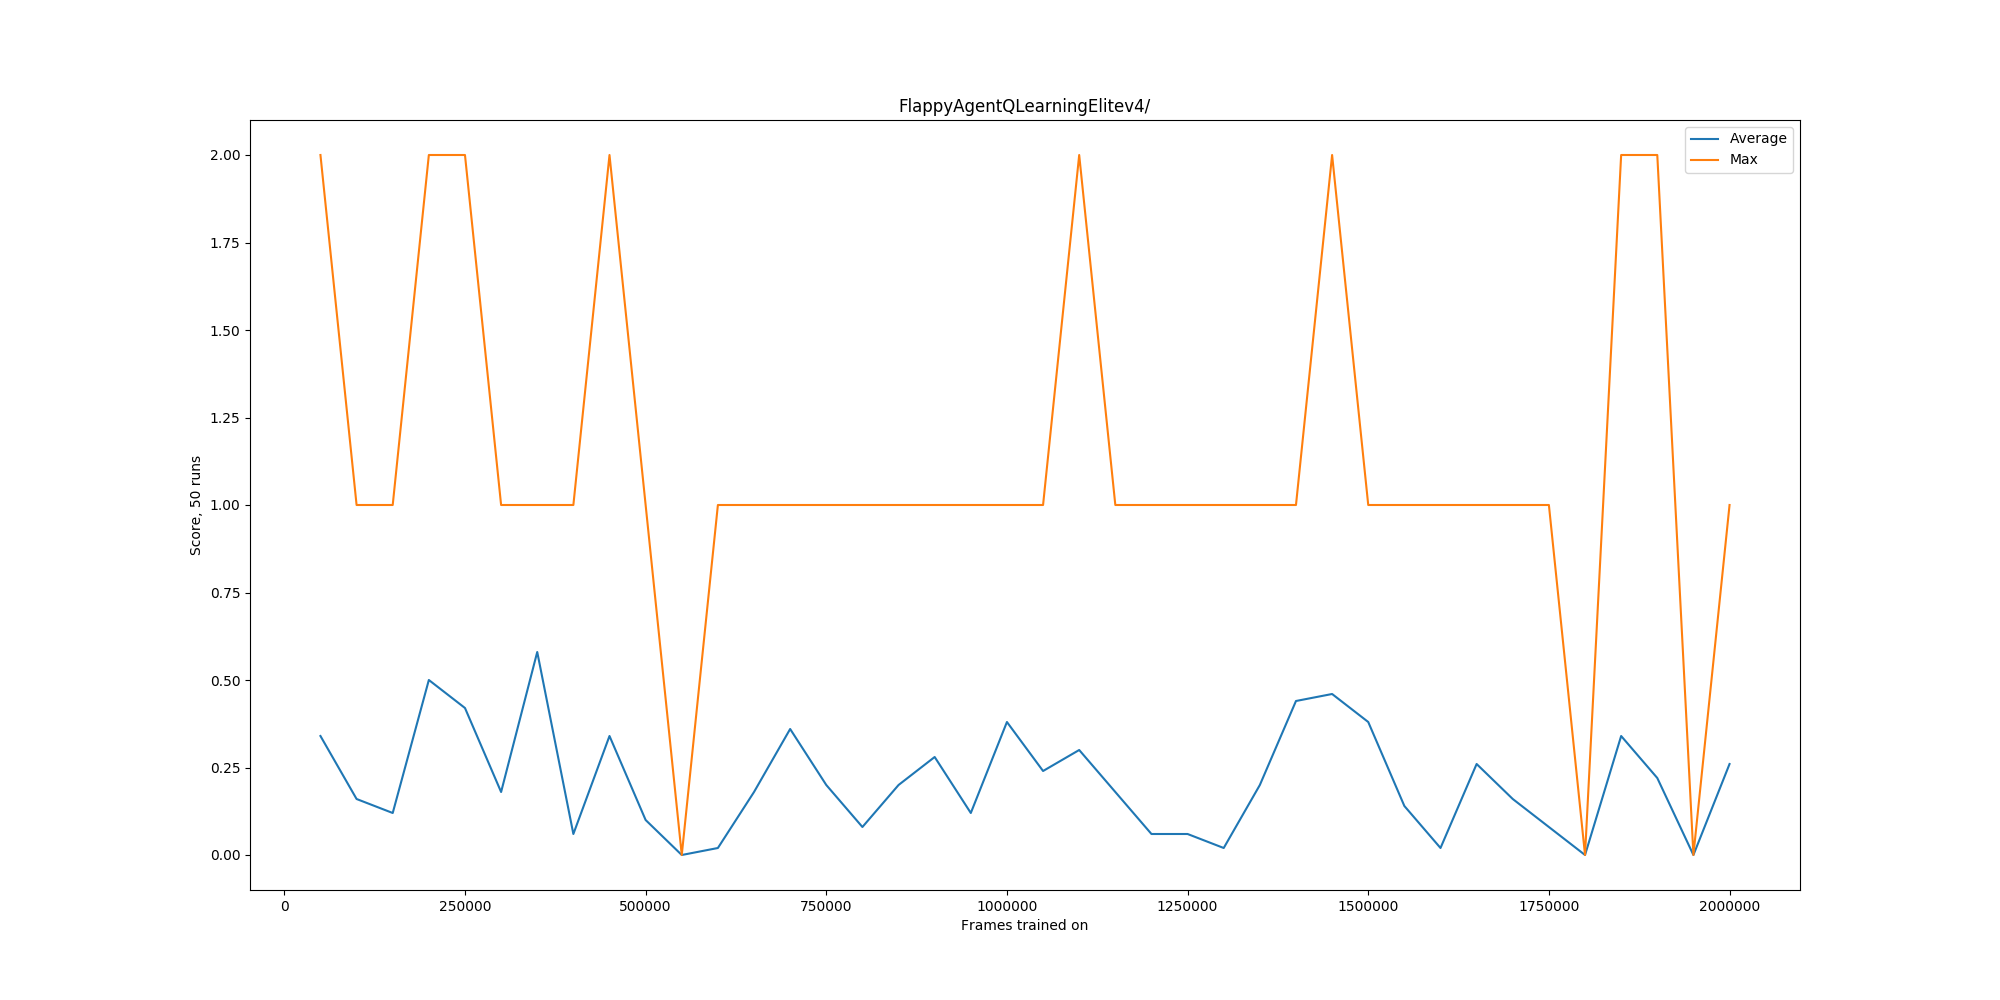 FlappyAgentQLearningElitev4/
Average
Max
2.00
1.75
1.50
1.25
1.00
0.75
0.50
0.25
0.00
Score, 50 runs
0 250000 500000 750000 1000000 1250000 1500000 1750000 2000000
Frames trained on